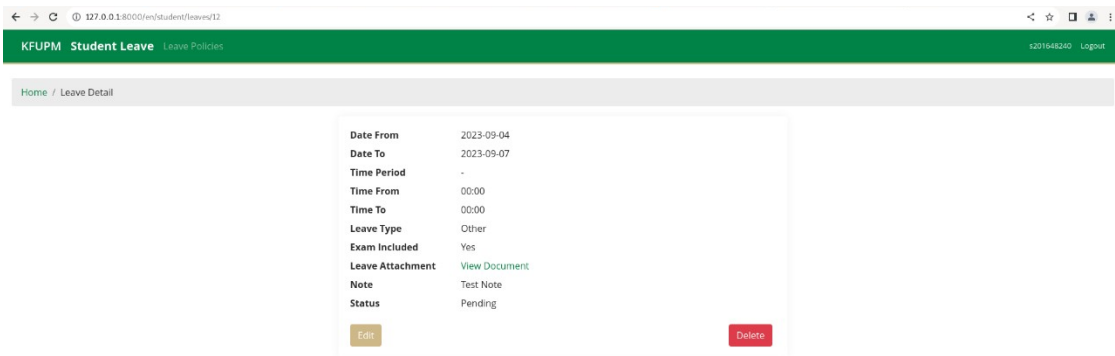 127.0.0.1:8000/en/student/leaves/12
KFUPM Student Leave Leave Policies s201648240 Logout
Home / Leave Detail
Date From 2023-09-04
Date To 2023-09-07
Time Period -
Time From 00:00
Time To 00:00
Leave Type Other
Exam Included Yes
Leave Attachment View Document
Note Test Note
Status Pending
Edit Delete